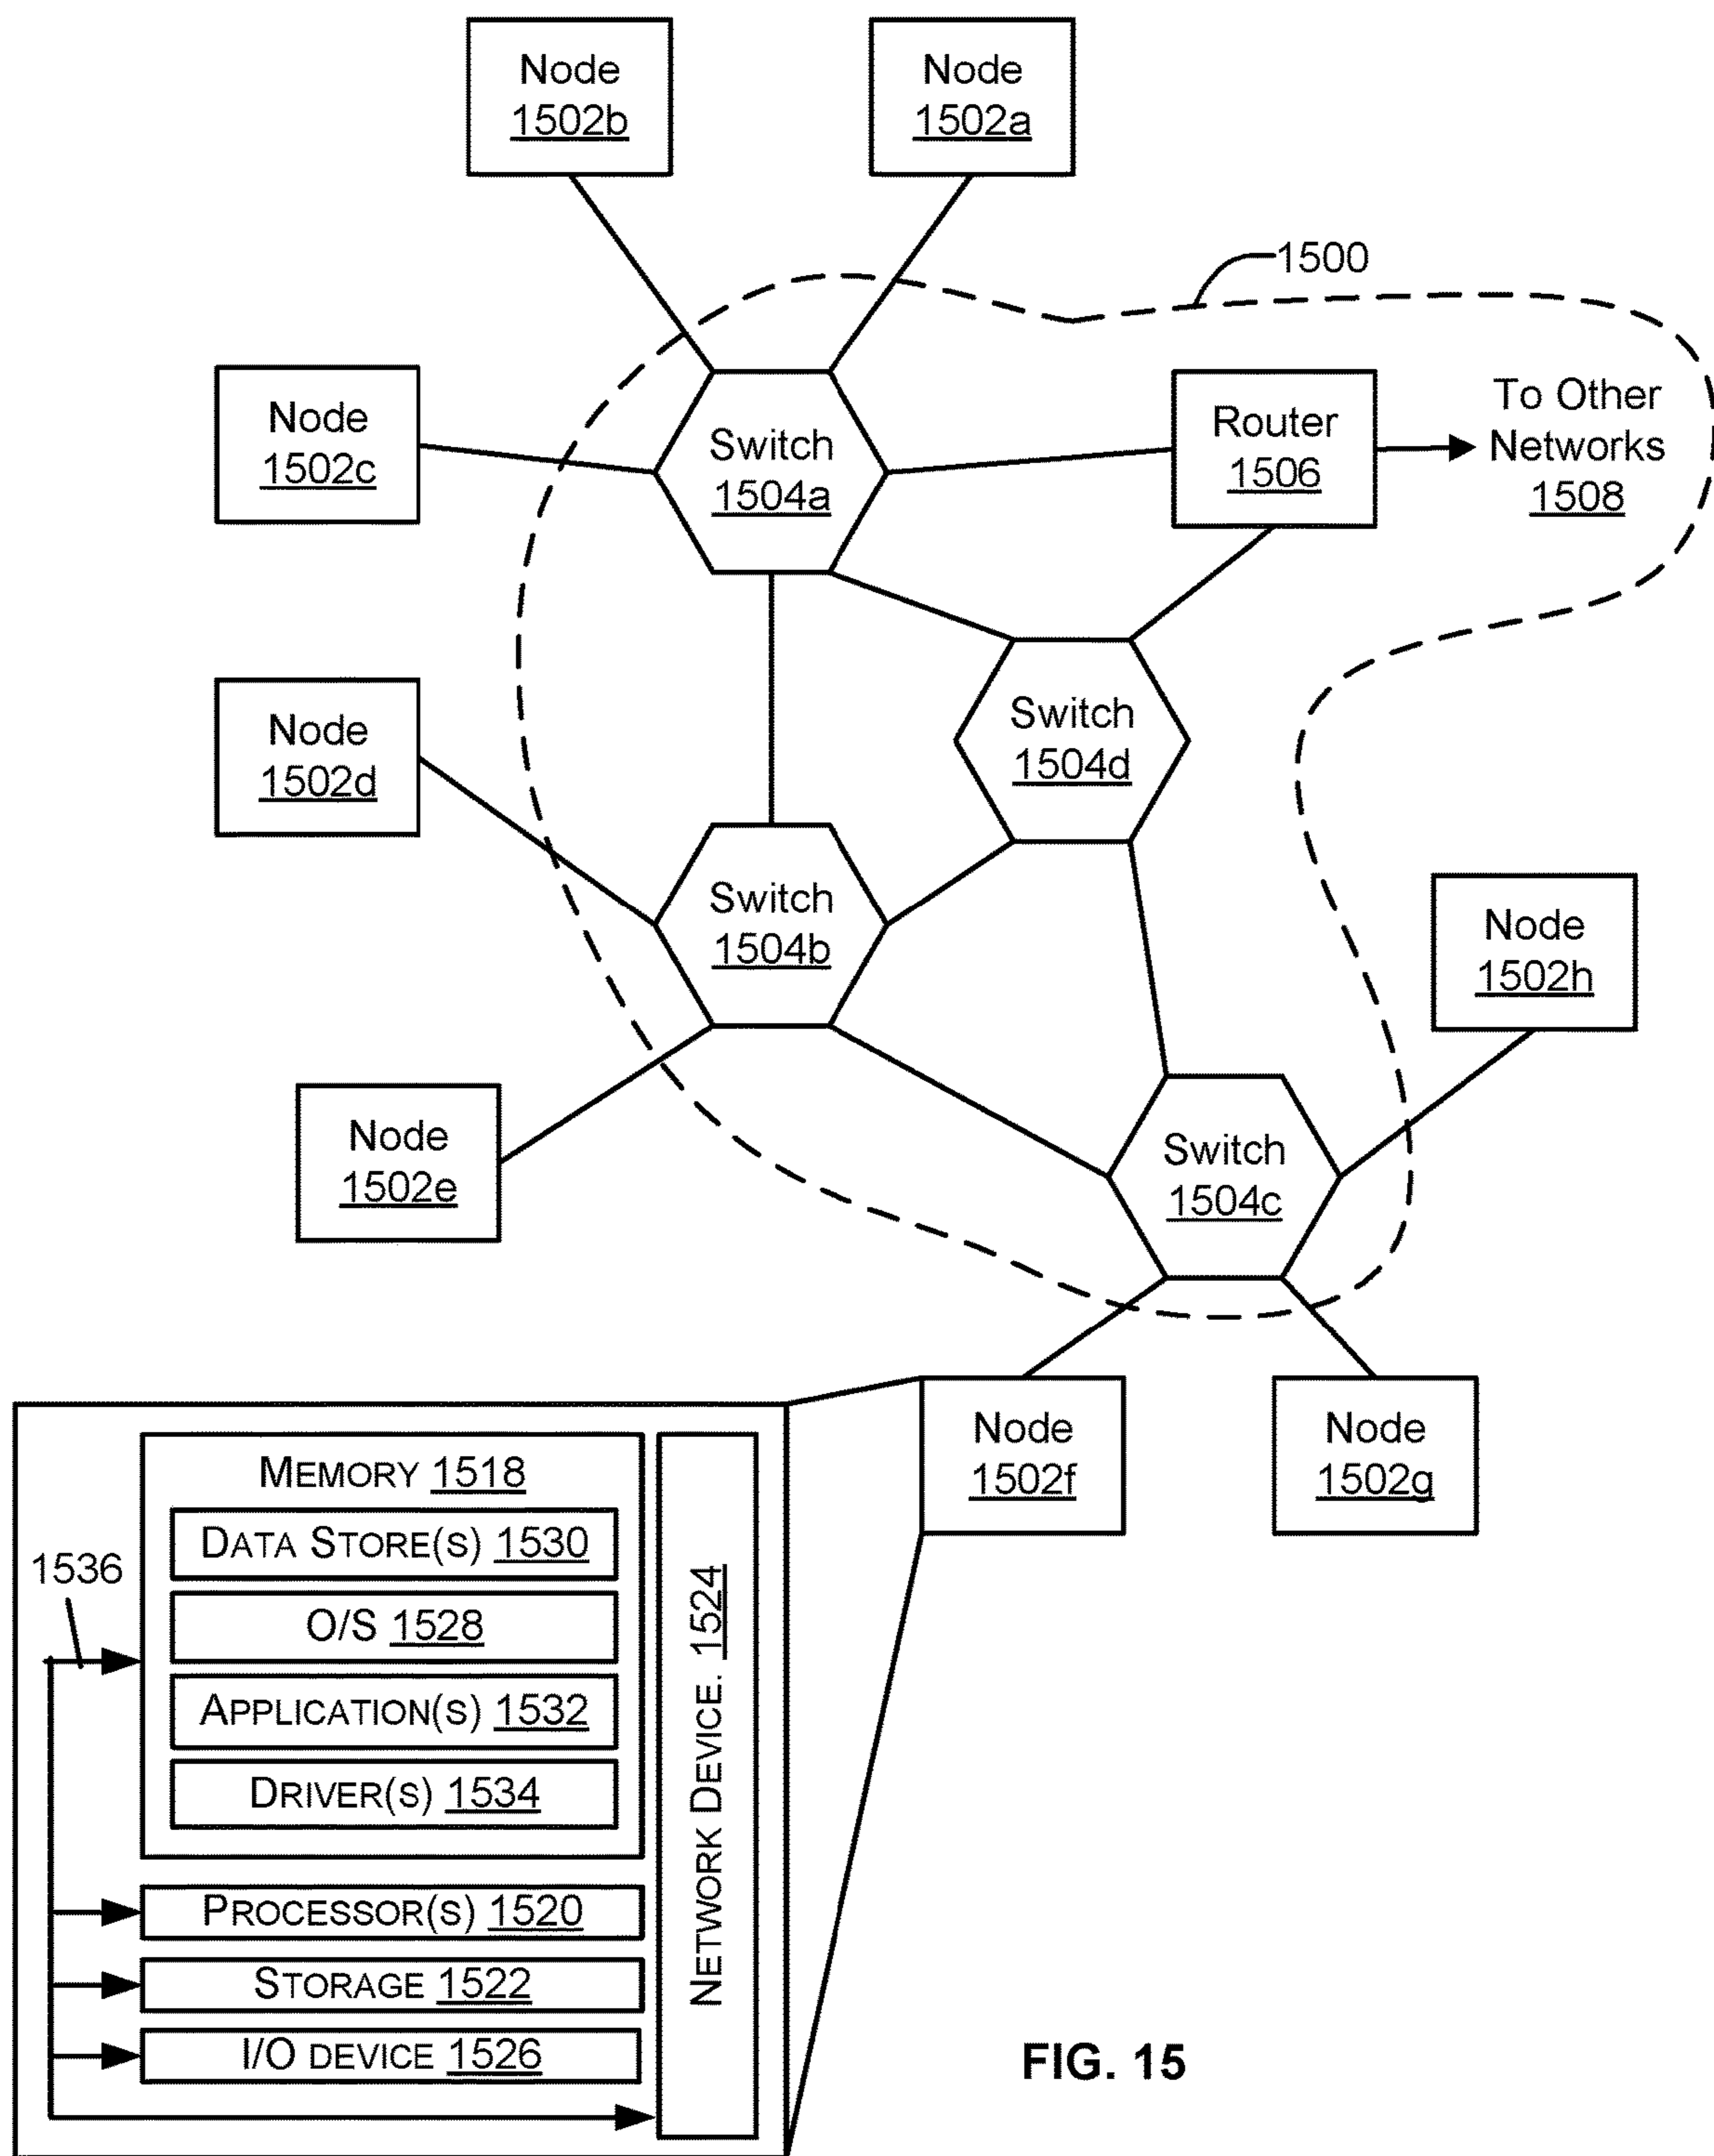 Node
1502b
Node
1502a
1500
Node
1502c
Switch
1504a
Router
1506
To Other
Networks
1508
Node
1502d
Switch
1504d
Switch
1504b
Node
1502h
Node
1502e
Switch
1504c
Node
1502f
Node
1502g
MEMORY 1518
DATA STORE(S) 1530
1536
O/S 1528
APPLICATION(S) 1532
DRIVER(S) 1534
NETWORK DEVICE. 1524
PROCESSOR(S) 1520
STORAGE 1522
I/O DEVICE 1526
FIG. 15